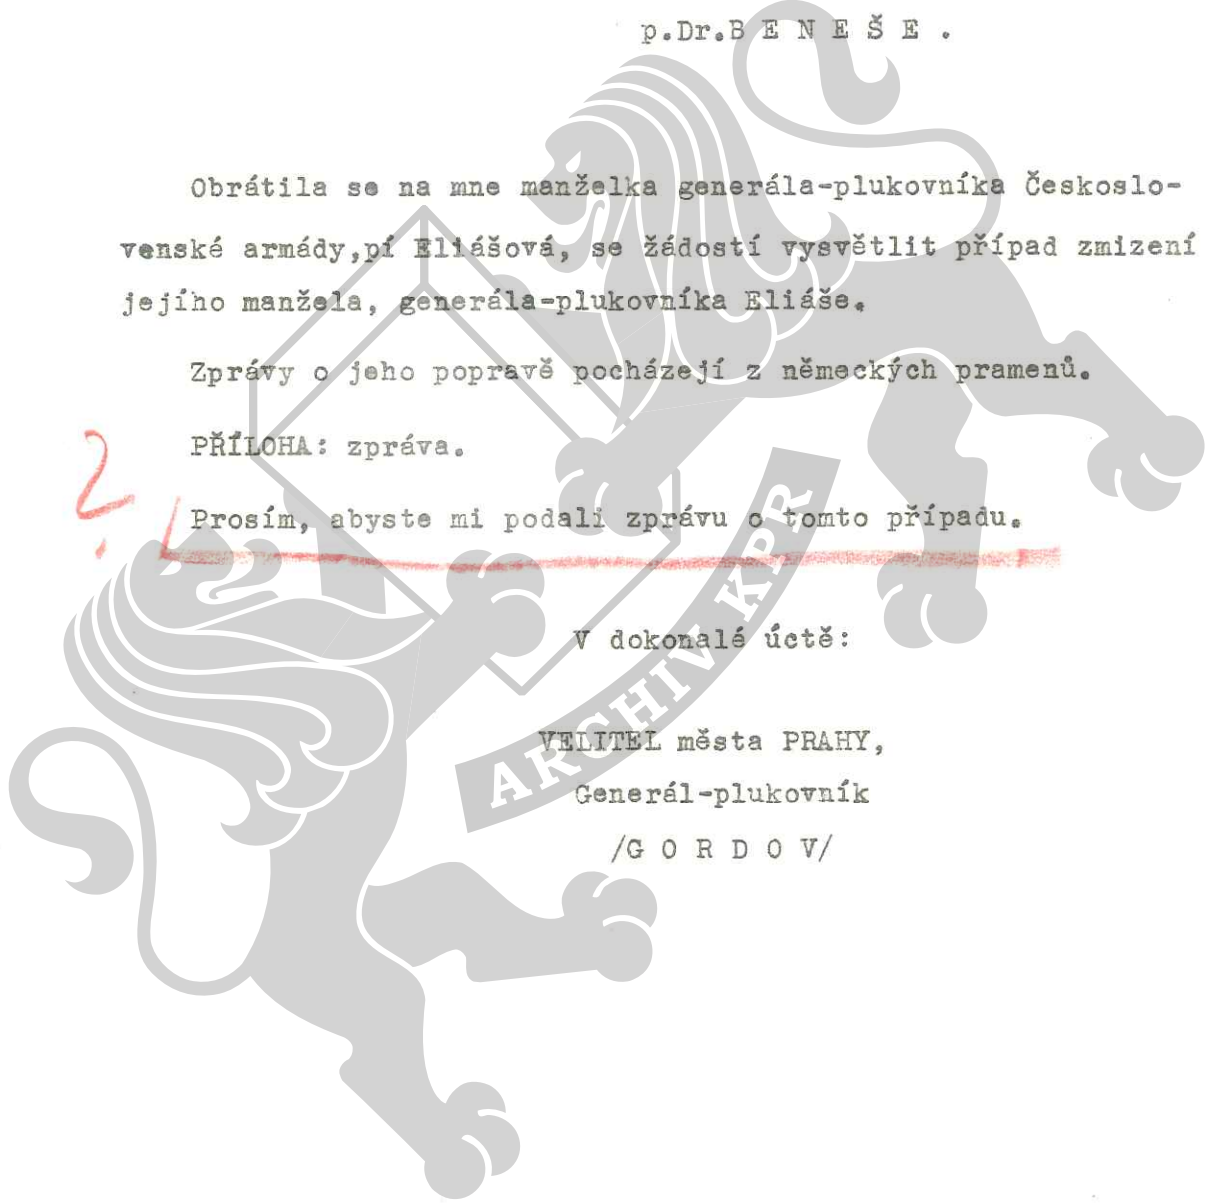 p.Dr.B E N E Š E .
Obrátila se na mne manželka generála-plukovníka Českoslo-
venské armády,pí Eliášová, se žádostí vysvětlit případ zmizení
jejího manžela, generála-plukovníka Eliáše.
Zprávy o jeho popravě pocházejí z německých pramenů.
PŘÍLOHA: zpráva.
?
Prosím, abyste mi podali zprávu o tomto případu.
V dokonalé úctě:
VELITEL města PRAHY,
Generál-plukovník
/G O R D O V/
ARCHIV KPR